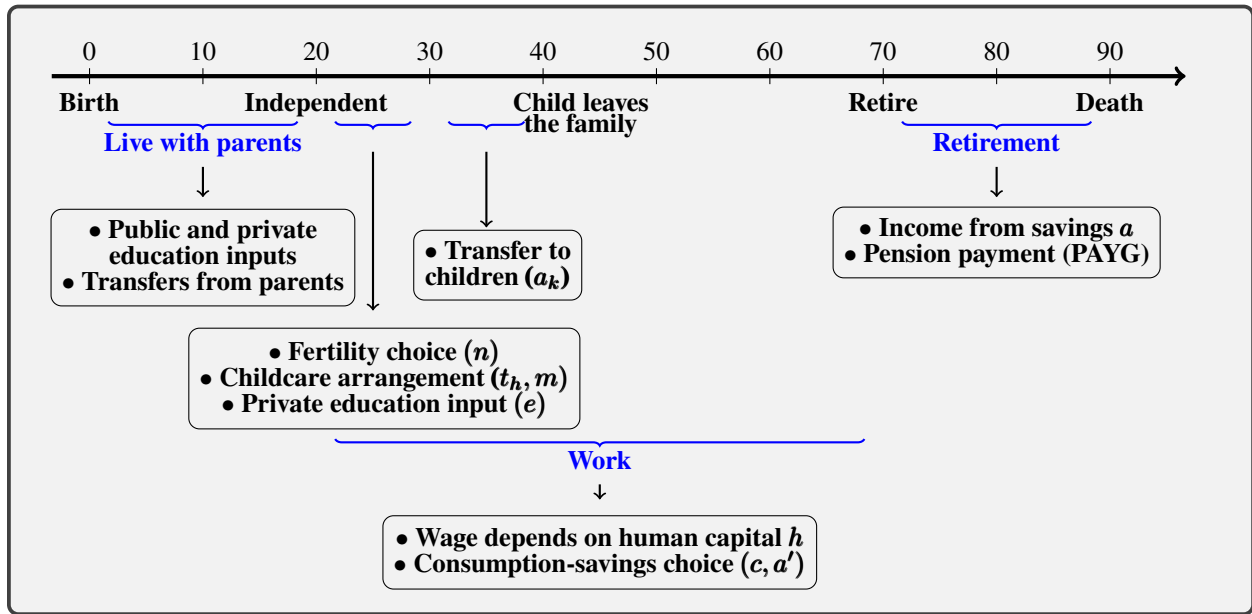 0 10 20 30 40 50 60 70 80 90
Birth Independent Child leaves Retire Death
the family
Live with parents Retirement
• Public and private
education inputs
• Transfers from parents
• Transfer to
children (aₖ)
• Income from savings a
• Pension payment (PAYG)
• Fertility choice (n)
• Childcare arrangement (tₕ, m)
• Private education input (e)
Work
• Wage depends on human capital h
• Consumption-savings choice (c, a′)